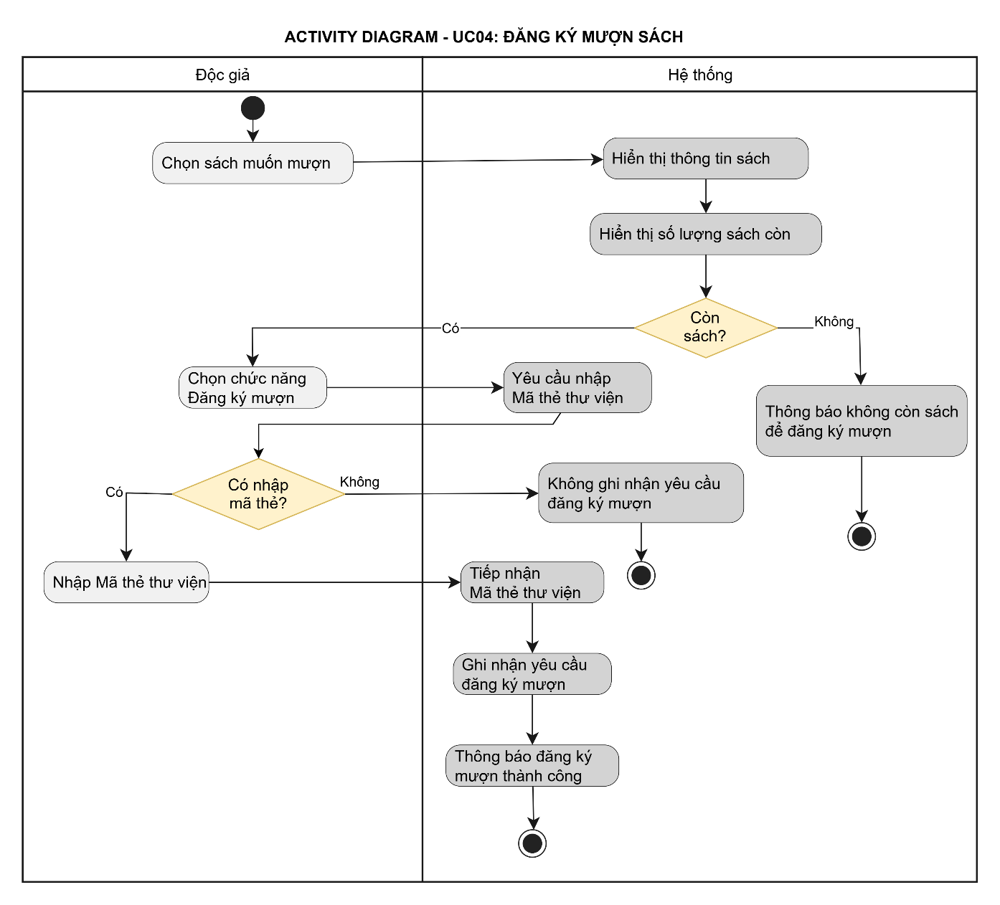 ACTIVITY DIAGRAM - UC04: ĐĂNG KÝ MƯỢN SÁCH
Độc giả
Hệ thống
Chọn sách muốn mượn
Hiển thị thông tin sách
Hiển thị số lượng sách còn
Còn
sách?
Có
Không
Chọn chức năng
Đăng ký mượn
Yêu cầu nhập
Mã thẻ thư viện
Thông báo không còn sách
để đăng ký mượn
Có nhập
mã thẻ?
Có
Không
Không ghi nhận yêu cầu
đăng ký mượn
Nhập Mã thẻ thư viện
Tiếp nhận
Mã thẻ thư viện
Ghi nhận yêu cầu
đăng ký mượn
Thông báo đăng ký
mượn thành công